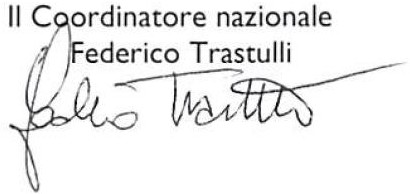 Il Coordinatore nazionale
Federico Trastulli